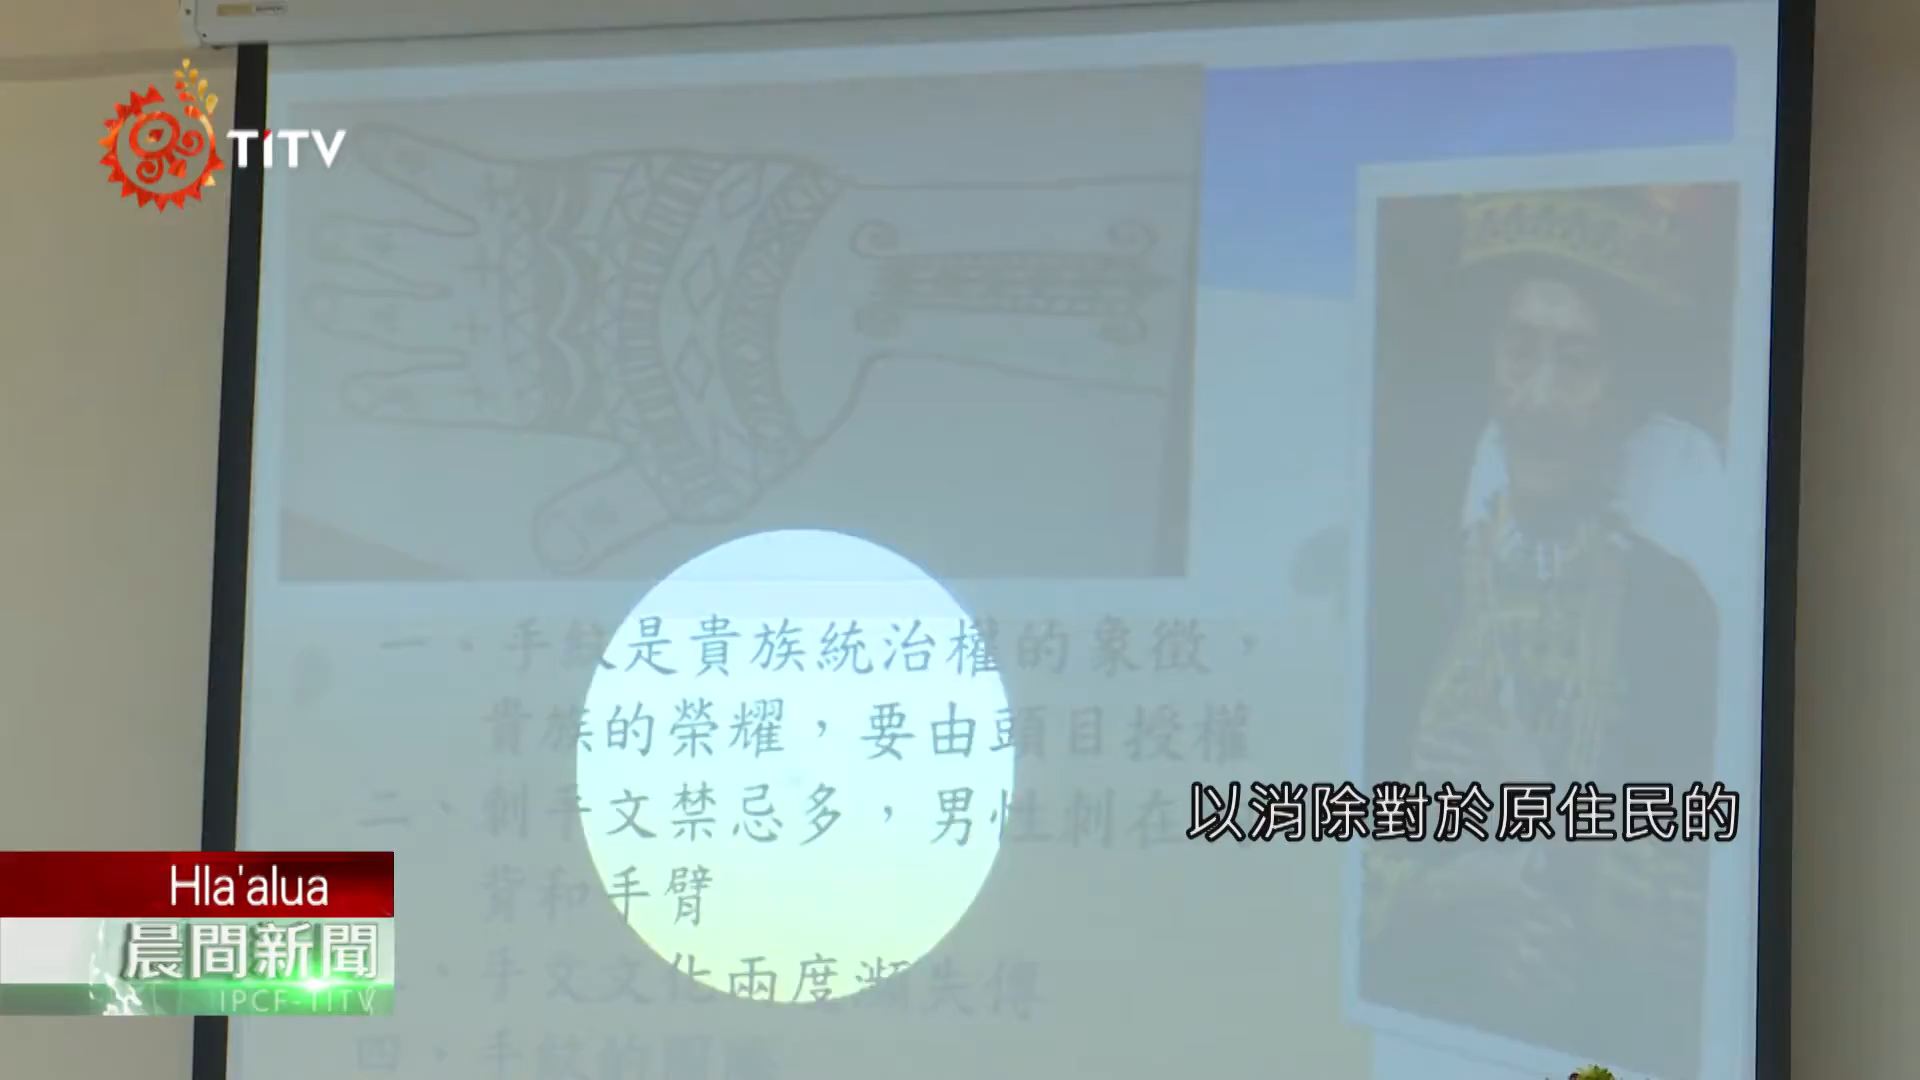 TITV
一、手紋是貴族統治權的象徵，
貴族的榮耀，要由頭目授權
二、刺手文禁忌多，男性刺在
背和手臂
、手文文化兩度瀕失傳
四、手紋的
以消除對於原住民的
Hla'alua
晨間新聞
IPCF-TITV